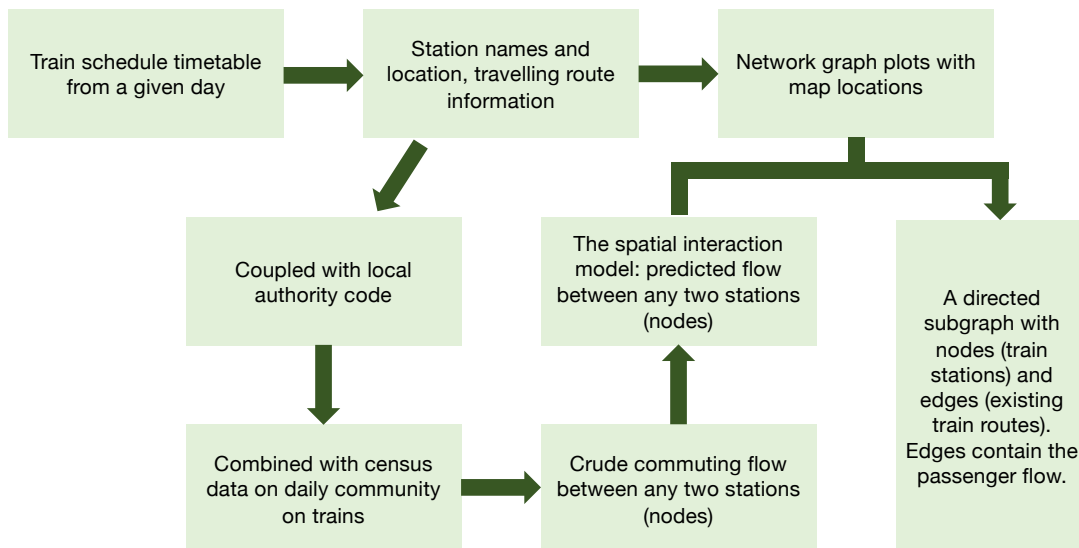 Train schedule timetable
from a given day
Station names and
location, travelling route
information
Network graph plots with
map locations
Coupled with local
authority code
Combined with census
data on daily community
on trains
Crude commuting flow
between any two stations
(nodes)
The spatial interaction
model: predicted flow
between any two stations
(nodes)
A directed
subgraph with
nodes (train
stations) and
edges (existing
train routes).
Edges contain the
passenger flow.